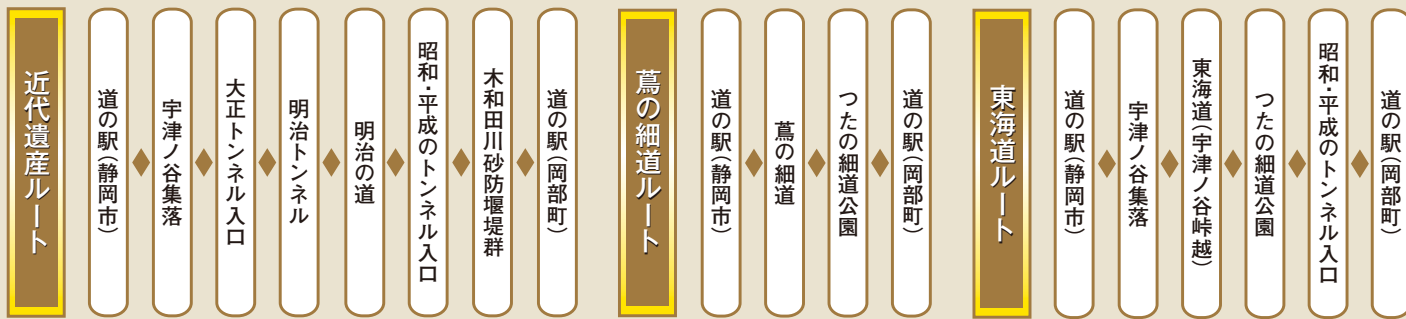 近代遺産ルート
道の駅(静岡市)
宇津ノ谷集落
大正トンネル入口
明治トンネル
明治の道
昭和・平成のトンネル入口
木和田川砂防堰堤群
道の駅(岡部町)
蔦の細道ルート
道の駅(静岡市)
蔦の細道
つたの細道公園
道の駅(岡部町)
東海道ルート
道の駅(静岡市)
宇津ノ谷集落
東海道(宇津ノ谷峠越)
つたの細道公園
昭和・平成のトンネル入口
道の駅(岡部町)